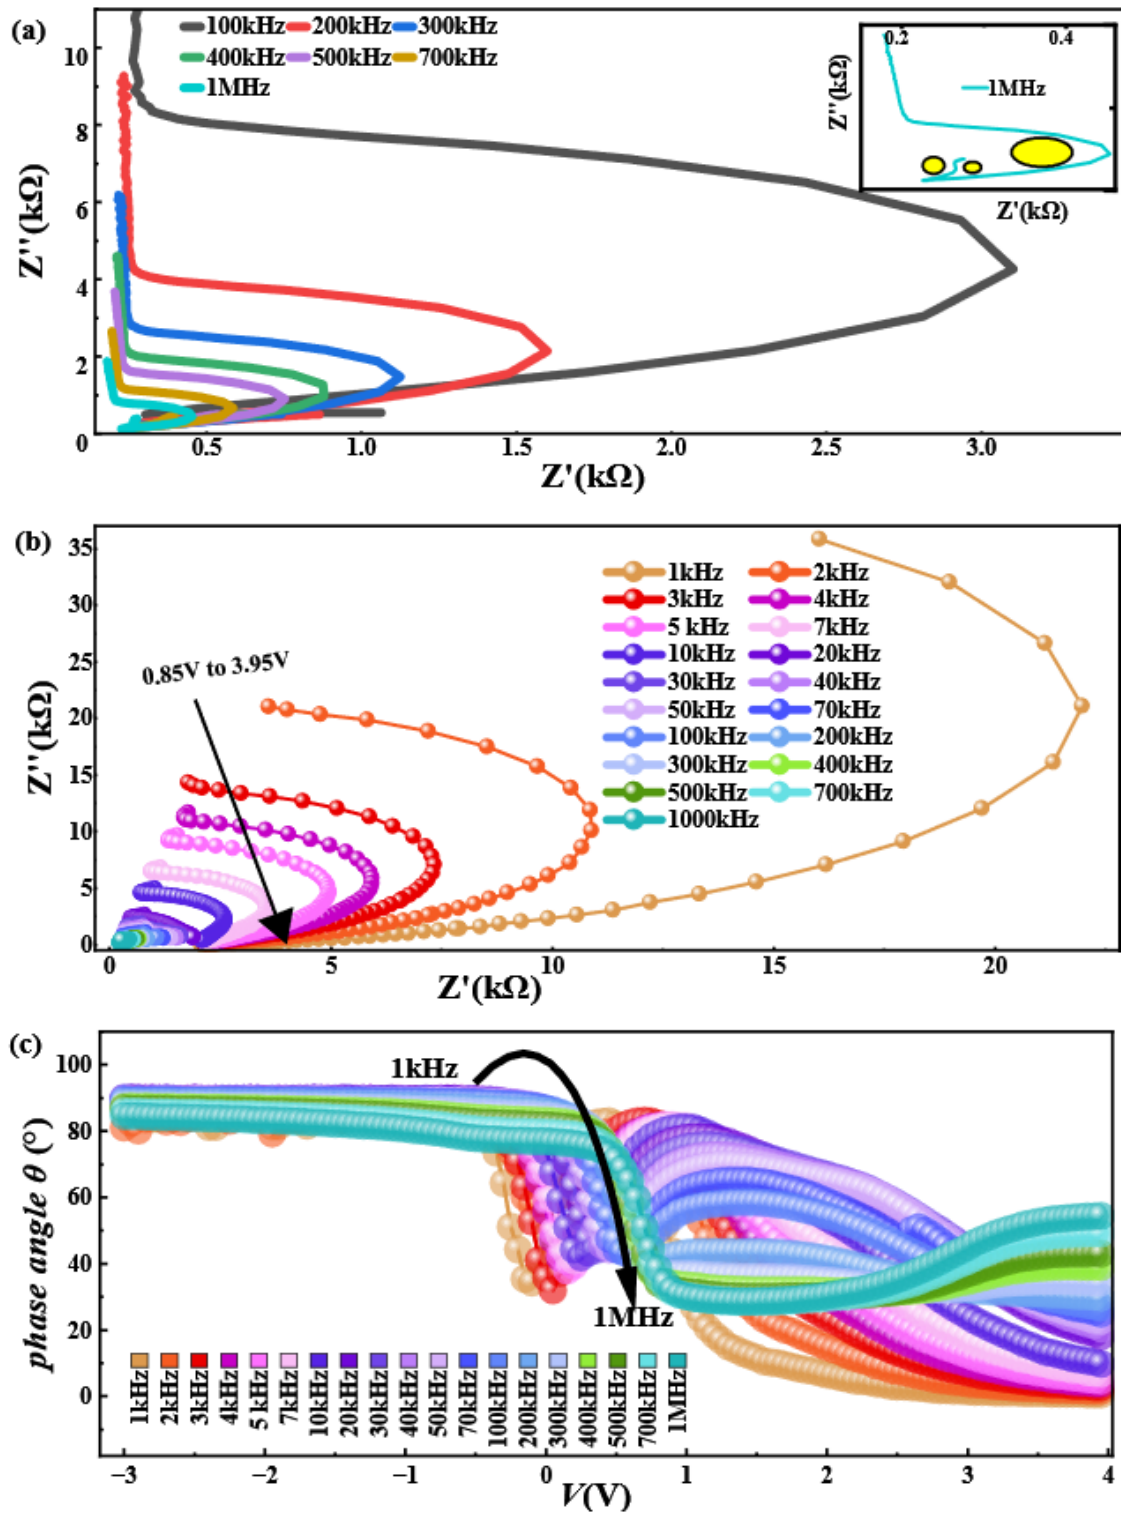 (a)
100kHz 200kHz 300kHz
400kHz 500kHz 700kHz
1MHz
0.2 0.4
1MHz
Z''(kΩ)
Z'(kΩ)
10
8
6
4
2
0
Z''(kΩ)
0.5 1.0 1.5 2.0 2.5 3.0
Z'(kΩ)
(b)
35
30
25
20
15
10
5
0
Z''(kΩ)
0.85V to 3.95V
1kHz 2kHz
3kHz 4kHz
5 kHz 7kHz
10kHz 20kHz
30kHz 40kHz
50kHz 70kHz
100kHz 200kHz
300kHz 400kHz
500kHz 700kHz
1000kHz
0 5 10 15 20
Z'(kΩ)
(c)
100
80
60
40
20
0
phase angle θ (°)
1kHz
1MHz
1kHz
2kHz
3kHz
4kHz
5 kHz
7kHz
10kHz
20kHz
30kHz
40kHz
50kHz
70kHz
100kHz
200kHz
300kHz
400kHz
500kHz
700kHz
1MHz
−3 −2 −1 0 1 2 3 4
V(V)